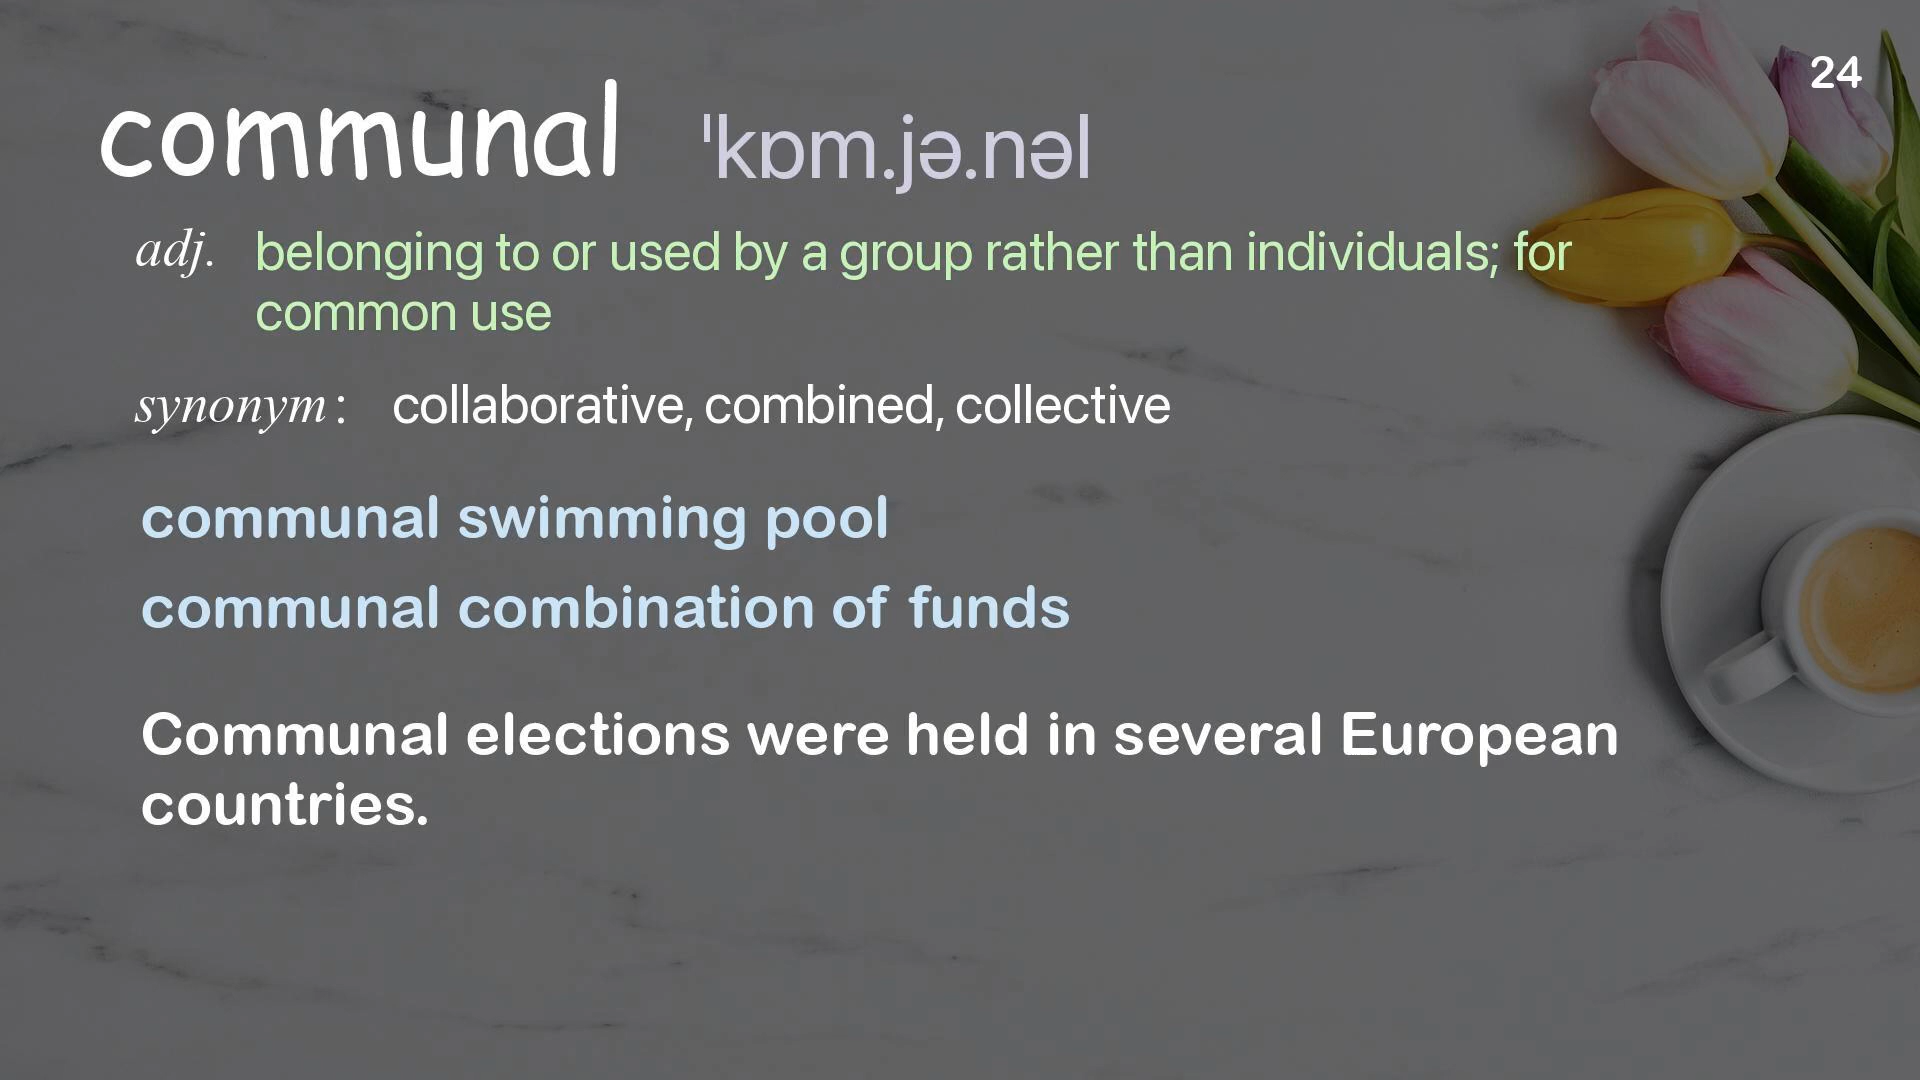 24
communal ˈkɒm.jə.nəl
adj. belonging to or used by a group rather than individuals; for
common use
synonym : collaborative, combined, collective
communal swimming pool
communal combination of funds
Communal elections were held in several European
countries.